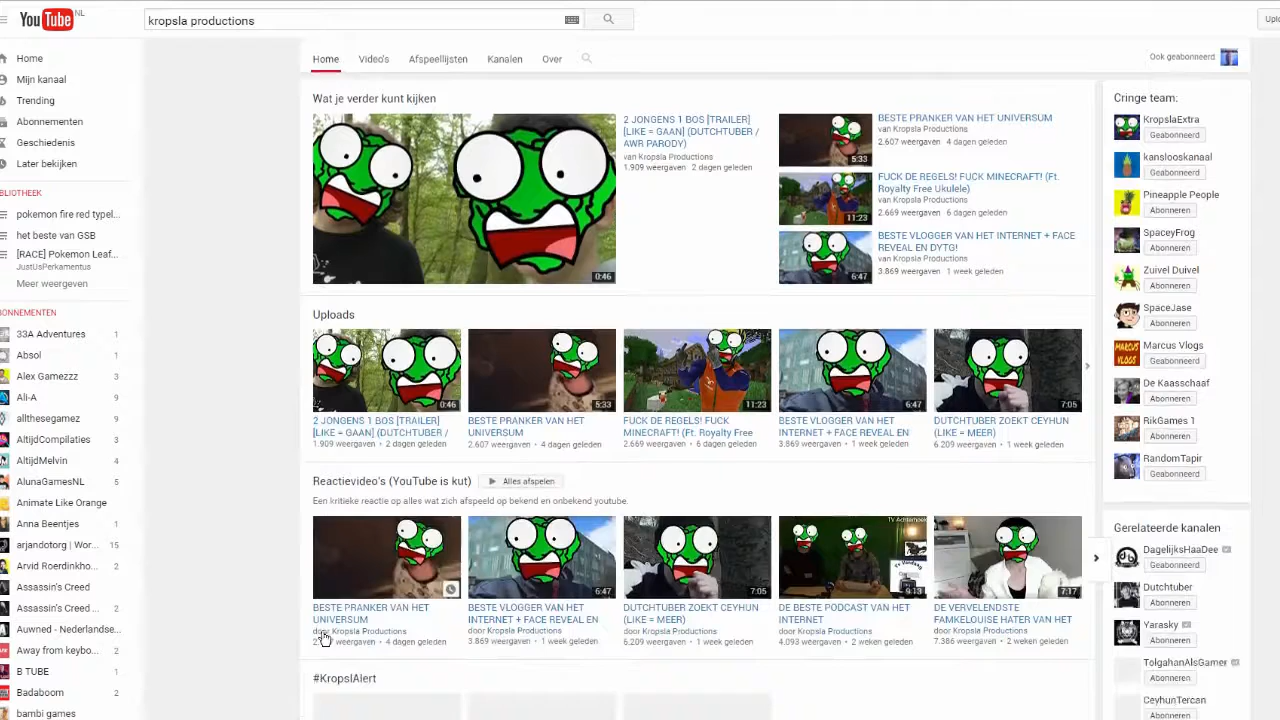 YouTube NL
kropsla productions
Home
Mijn kanaal
Trending
Abonnementen
Geschiedenis
Later bekijken
BLIOTHEEK
pokemon fire red typel...
het beste van GSB
[RACE] Pokemon Leaf...
JustUsPerkamentus
Meer weergeven
BONNEMENTEN
33A Adventures 1
Absol 1
Alex Gamezzz 3
Ali-A 9
allthesegamez 9
AltijdCompilaties 3
AltijdMelvin 4
AlunaGamesNL 5
Animate Like Orange
Anna Beentjes 1
arjandotorg | Wor... 15
Arvid Roerdinkho... 2
Assassin's Creed
Assassin's Creed ... 2
Auwned - Nederlandse...
Away from keybo... 2
B TUBE 1
Badaboom 2
bambi games
Home Video's Afspeellijsten Kanalen Over
Ook geabonneerd
Wat je verder kunt kijken
0:46
2 JONGENS 1 BOS [TRAILER]
[LIKE = GAAN] (DUTCHTUBER /
AWR PARODY)
van Kropsla Productions
1.909 weergaven • 2 dagen geleden
5:33
BESTE PRANKER VAN HET UNIVERSUM
van Kropsla Productions
2.607 weergaven • 4 dagen geleden
11:23
FUCK DE REGELS! FUCK MINECRAFT! (Ft.
Royalty Free Ukulele)
van Kropsla Productions
2.669 weergaven • 6 dagen geleden
6:47
BESTE VLOGGER VAN HET INTERNET + FACE
REVEAL EN DYTG!
van Kropsla Productions
3.869 weergaven • 1 week geleden
Uploads
0:46
2 JONGENS 1 BOS [TRAILER]
[LIKE = GAAN] (DUTCHTUBER /
1.909 weergaven • 2 dagen geleden
5:33
BESTE PRANKER VAN HET
UNIVERSUM
2.607 weergaven • 4 dagen geleden
11:23
FUCK DE REGELS! FUCK
MINECRAFT! (Ft. Royalty Free
2.669 weergaven • 6 dagen geleden
6:47
BESTE VLOGGER VAN HET
INTERNET + FACE REVEAL EN
3.869 weergaven • 1 week geleden
7:05
DUTCHTUBER ZOEKT CEYHUN
(LIKE = MEER)
6.209 weergaven • 1 week geleden
Reactievideo's (YouTube is kut) Alles afspelen
Een kritieke reactie op alles wat zich afspeeld op bekend en onbekend youtube.
BESTE PRANKER VAN HET
UNIVERSUM
Kropsla Productions
weergaven • 4 dagen geleden
6:47
BESTE VLOGGER VAN HET
INTERNET + FACE REVEAL EN
door Kropsla Productions
3.869 weergaven • 1 week geleden
7:05
DUTCHTUBER ZOEKT CEYHUN
(LIKE = MEER)
door Kropsla Productions
6.209 weergaven • 1 week geleden
9:13
DE BESTE PODCAST VAN HET
INTERNET
door Kropsla Productions
4.093 weergaven • 2 weken geleden
7:17
DE VERVELENDSTE
FAMKELOUISE HATER VAN HET
door Kropsla Productions
7.386 weergaven • 2 weken geleden
#KropslAlert
Uplo
Cringe team:
KropslaExtra
Geabonneerd
kanslooskanaal
Geabonneerd
Pineapple People
Abonneren
SpaceyFrog
Abonneren
Zuivel Duivel
Abonneren
SpaceJase
Abonneren
Marcus Vlogs
Geabonneerd
De Kaasschaaf
Abonneren
RikGames 1
Abonneren
RandomTapir
Geabonneerd
Gerelateerde kanalen
DagelijksHaaDee
Geabonneerd
Dutchtuber
Abonneren
Yarasky
Abonneren
TolgahanAlsGamer
Abonneren
CeyhunTercan
Abonneren